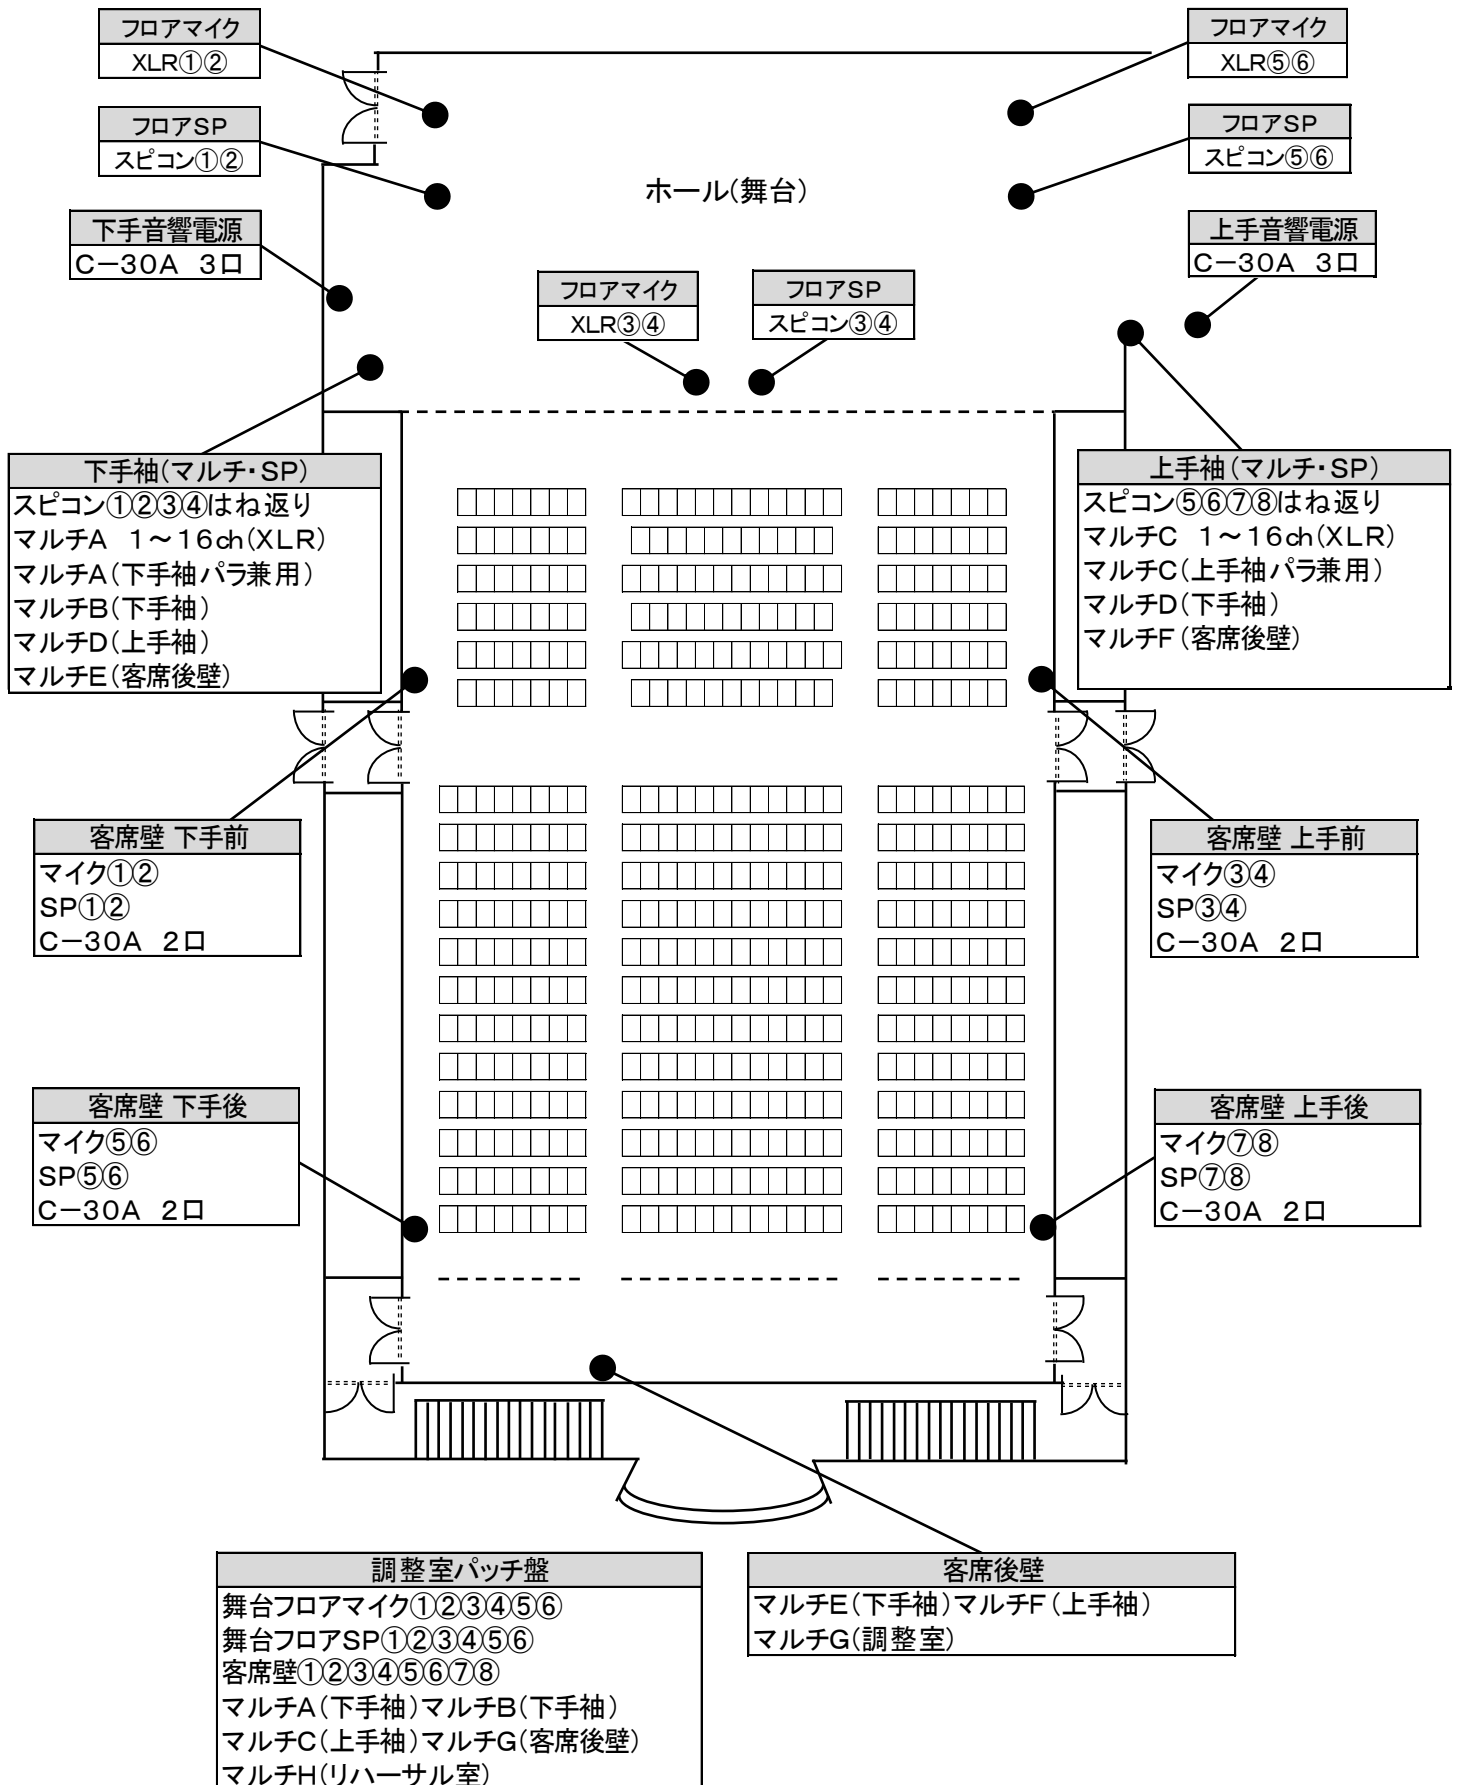 フロアマイク
XLR①②
フロアSP
スピコン①②
下手音響電源
C－30A　3口
フロアマイク
XLR⑤⑥
フロアSP
スピコン⑤⑥
上手音響電源
C－30A　3口
ホール(舞台)
フロアマイク
XLR③④
フロアSP
スピコン③④
下手袖(マルチ・SP)
スピコン①②③④はね返り
マルチA　1～16ch(XLR)
マルチA(下手袖パラ兼用)
マルチB(下手袖)
マルチD(上手袖)
マルチE(客席後壁)
上手袖(マルチ・SP)
スピコン⑤⑥⑦⑧はね返り
マルチC　1～16ch(XLR)
マルチC(上手袖パラ兼用)
マルチD(下手袖)
マルチF(客席後壁)
客席壁 下手前
マイク①②
SP①②
C－30A　2口
客席壁 上手前
マイク③④
SP③④
C－30A　2口
客席壁 下手後
マイク⑤⑥
SP⑤⑥
C－30A　2口
客席壁 上手後
マイク⑦⑧
SP⑦⑧
C－30A　2口
調整室パッチ盤
舞台フロアマイク①②③④⑤⑥
舞台フロアSP①②③④⑤⑥
客席壁①②③④⑤⑥⑦⑧
マルチA(下手袖)マルチB(下手袖)
マルチC(上手袖)マルチG(客席後壁)
マルチH(リハーサル室)
客席後壁
マルチE(下手袖)マルチF(上手袖)
マルチG(調整室)